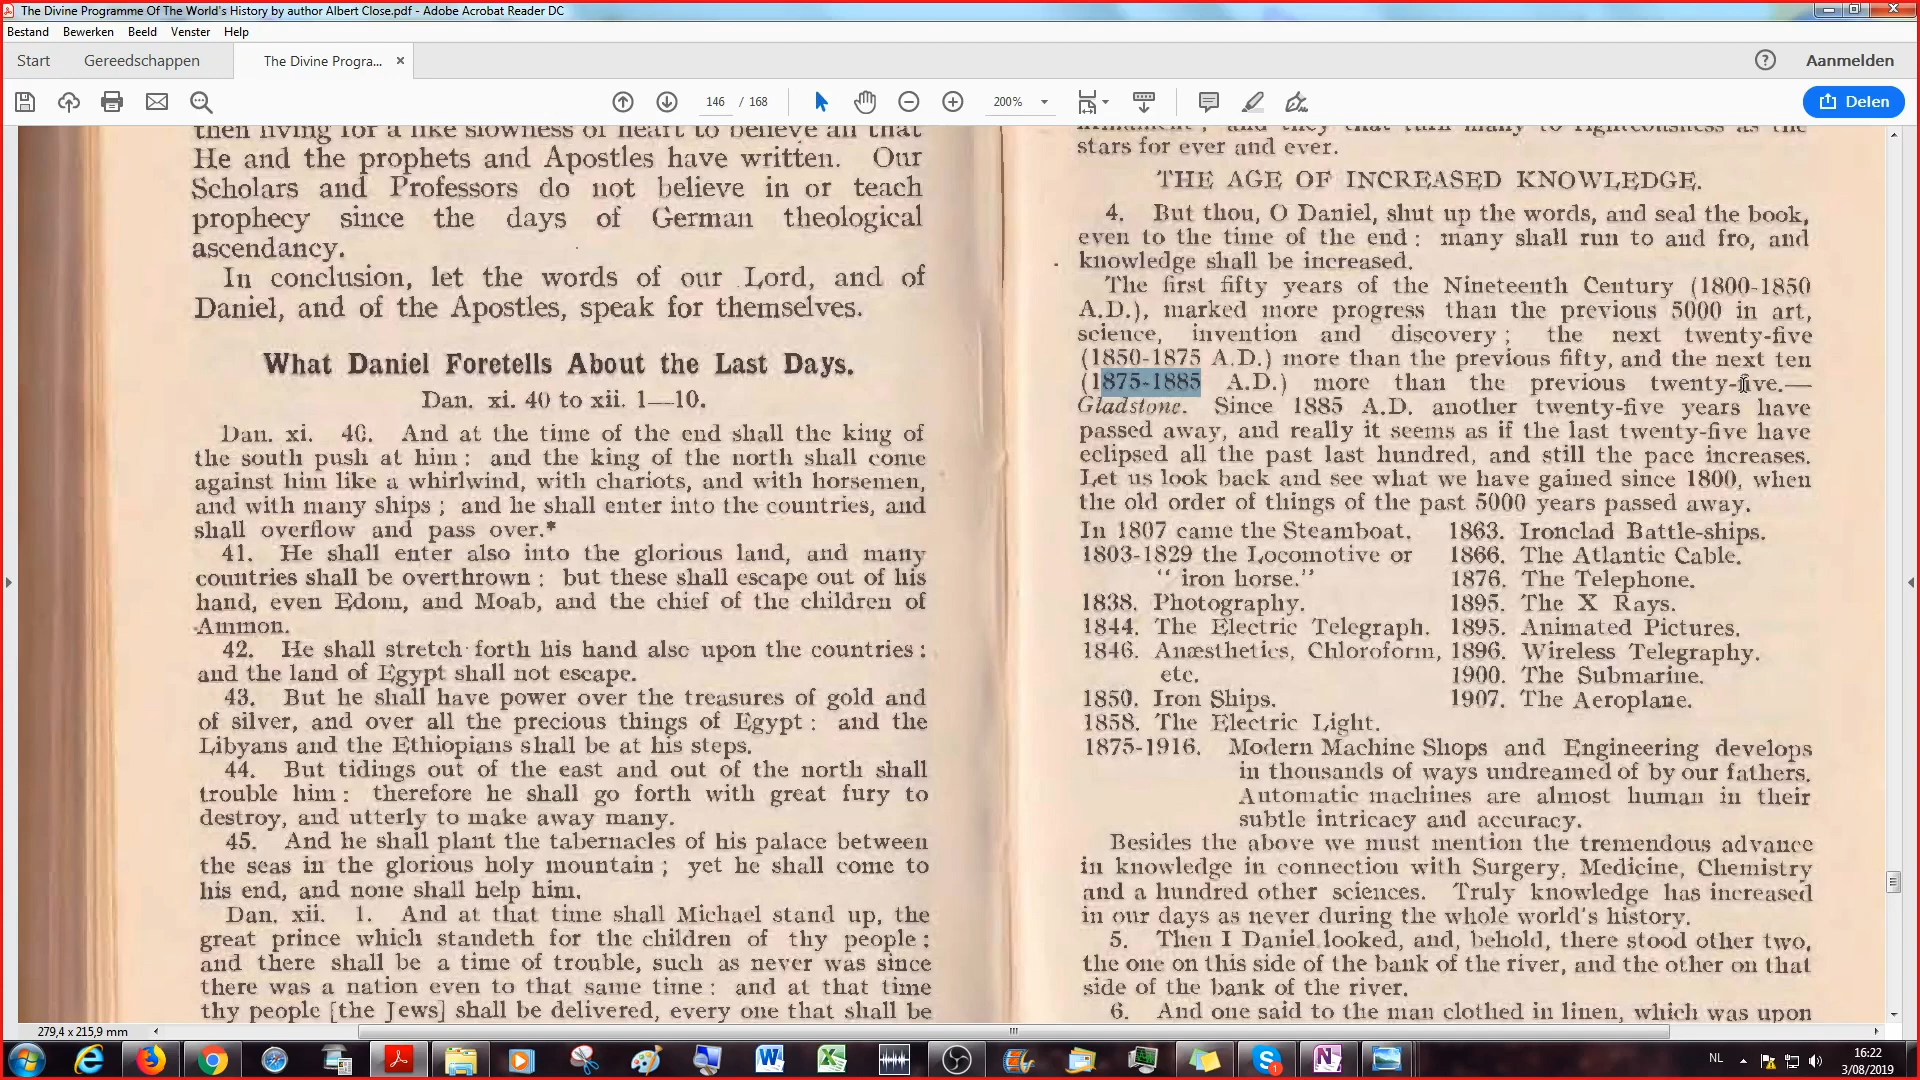 The Divine Programme Of The World's History by author Albert Close.pdf - Adobe Acrobat Reader DC
Bestand Bewerken Beeld Venster Help
Start Gereedschappen The Divine Progra... × Aanmelden
146 / 168 200% Delen
then living for a like slowness of heart to believe all that
He and the prophets and Apostles have written. Our
Scholars and Professors do not believe in or teach
prophecy since the days of German theological
ascendancy.
In conclusion, let the words of our Lord, and of
Daniel, and of the Apostles, speak for themselves.
What Daniel Foretells About the Last Days.
Dan. xi. 40 to xii. 1—10.
Dan. xi. 40. And at the time of the end shall the king of
the south push at him : and the king of the north shall come
against him like a whirlwind, with chariots, and with horsemen,
and with many ships ; and he shall enter into the countries, and
shall overflow and pass over.*
41. He shall enter also into the glorious land, and many
countries shall be overthrown : but these shall escape out of his
hand, even Edom, and Moab, and the chief of the children of
Ammon.
42. He shall stretch forth his hand also upon the countries :
and the land of Egypt shall not escape.
43. But he shall have power over the treasures of gold and
of silver, and over all the precious things of Egypt : and the
Libyans and the Ethiopians shall be at his steps.
44. But tidings out of the east and out of the north shall
trouble him : therefore he shall go forth with great fury to
destroy, and utterly to make away many.
45. And he shall plant the tabernacles of his palace between
the seas in the glorious holy mountain ; yet he shall come to
his end, and none shall help him.
Dan. xii. 1. And at that time shall Michael stand up, the
great prince which standeth for the children of thy people :
and there shall be a time of trouble, such as never was since
there was a nation even to that same time : and at that time
thy people [the Jews] shall be delivered, every one that shall be
firmament ; and they that turn many to righteousness as the
stars for ever and ever.
THE AGE OF INCREASED KNOWLEDGE.
4. But thou, O Daniel, shut up the words, and seal the book,
even to the time of the end : many shall run to and fro, and
knowledge shall be increased.
The first fifty years of the Nineteenth Century (1800-1850
A.D.), marked more progress than the previous 5000 in art,
science, invention and discovery ; the next twenty-five
(1850-1875 A.D.) more than the previous fifty, and the next ten
(1875-1885 A.D.) more than the previous twenty-five.—
Gladstone. Since 1885 A.D. another twenty-five years have
passed away, and really it seems as if the last twenty-five have
eclipsed all the past last hundred, and still the pace increases.
Let us look back and see what we have gained since 1800, when
the old order of things of the past 5000 years passed away.
In 1807 came the Steamboat. 1863. Ironclad Battle-ships.
1803-1829 the Locomotive or 1866. The Atlantic Cable.
“ iron horse.” 1876. The Telephone.
1838. Photography. 1895. The X Rays.
1844. The Electric Telegraph. 1895. Animated Pictures.
1846. Anæsthetics, Chloroform, 1896. Wireless Telegraphy.
etc. 1900. The Submarine.
1850. Iron Ships. 1907. The Aeroplane.
1858. The Electric Light.
1875-1916. Modern Machine Shops and Engineering develops
in thousands of ways undreamed of by our fathers.
Automatic machines are almost human in their
subtle intricacy and accuracy.
Besides the above we must mention the tremendous advance
in knowledge in connection with Surgery, Medicine, Chemistry
and a hundred other sciences. Truly knowledge has increased
in our days as never during the whole world's history.
5. Then I Daniel looked, and, behold, there stood other two,
the one on this side of the bank of the river, and the other on that
side of the bank of the river.
6. And one said to the man clothed in linen, which was upon
279,4 x 215,9 mm
NL 16:22
3/08/2019